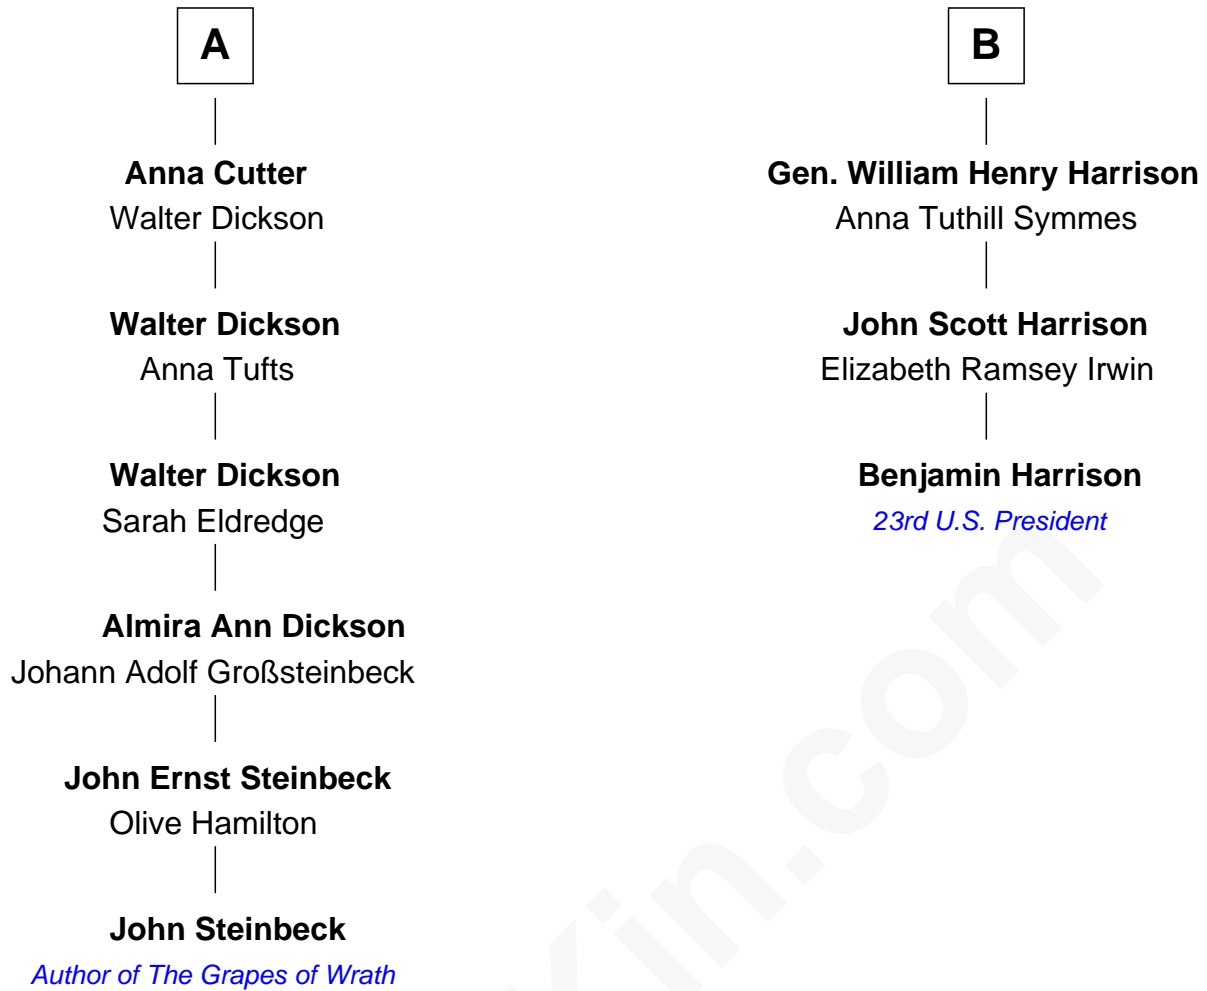 A
Anna Cutter
Walter Dickson
Walter Dickson
Anna Tufts
Walter Dickson
Sarah Eldredge
Almira Ann Dickson
Johann Adolf Großsteinbeck
John Ernst Steinbeck
Olive Hamilton
John Steinbeck
Author of The Grapes of Wrath
B
Gen. William Henry Harrison
Anna Tuthill Symmes
John Scott Harrison
Elizabeth Ramsey Irwin
Benjamin Harrison
23rd U.S. President
Kin.com